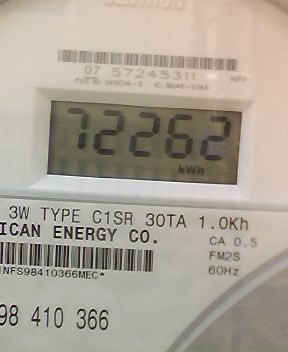 07 57245311
72262
kWh
3W TYPE C1SR 30TA 1.0Kh
ICAN ENERGY CO.
CA 0.5
FM2S
60Hz
INFS98410366MEC*
98 410 366